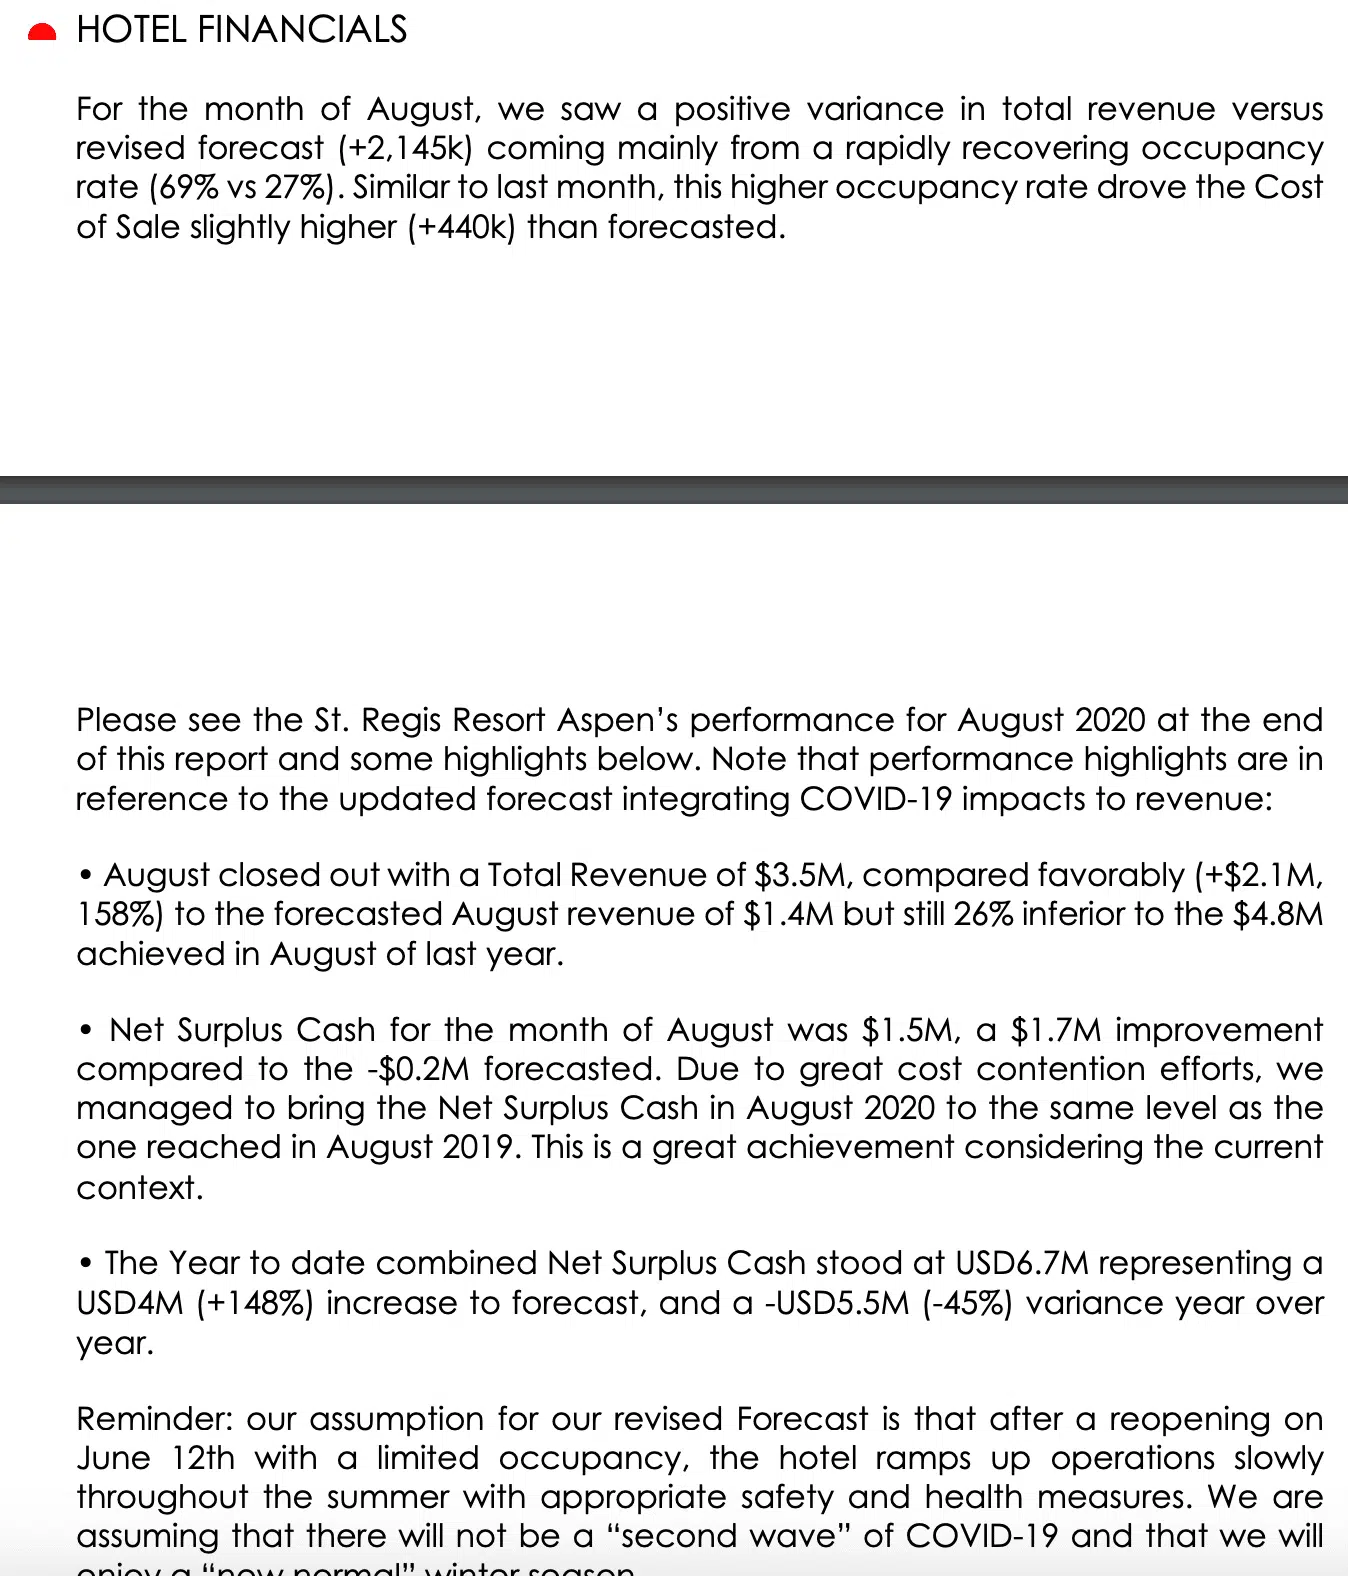 HOTEL FINANCIALS
For the month of August, we saw a positive variance in total revenue versus
revised forecast (+2,145k) coming mainly from a rapidly recovering occupancy
rate (69% vs 27%). Similar to last month, this higher occupancy rate drove the Cost
of Sale slightly higher (+440k) than forecasted.
Please see the St. Regis Resort Aspen’s performance for August 2020 at the end
of this report and some highlights below. Note that performance highlights are in
reference to the updated forecast integrating COVID-19 impacts to revenue:
• August closed out with a Total Revenue of $3.5M, compared favorably (+$2.1M,
158%) to the forecasted August revenue of $1.4M but still 26% inferior to the $4.8M
achieved in August of last year.
• Net Surplus Cash for the month of August was $1.5M, a $1.7M improvement
compared to the -$0.2M forecasted. Due to great cost contention efforts, we
managed to bring the Net Surplus Cash in August 2020 to the same level as the
one reached in August 2019. This is a great achievement considering the current
context.
• The Year to date combined Net Surplus Cash stood at USD6.7M representing a
USD4M (+148%) increase to forecast, and a -USD5.5M (-45%) variance year over
year.
Reminder: our assumption for our revised Forecast is that after a reopening on
June 12th with a limited occupancy, the hotel ramps up operations slowly
throughout the summer with appropriate safety and health measures. We are
assuming that there will not be a “second wave” of COVID-19 and that we will
enjoy a “new normal” winter season